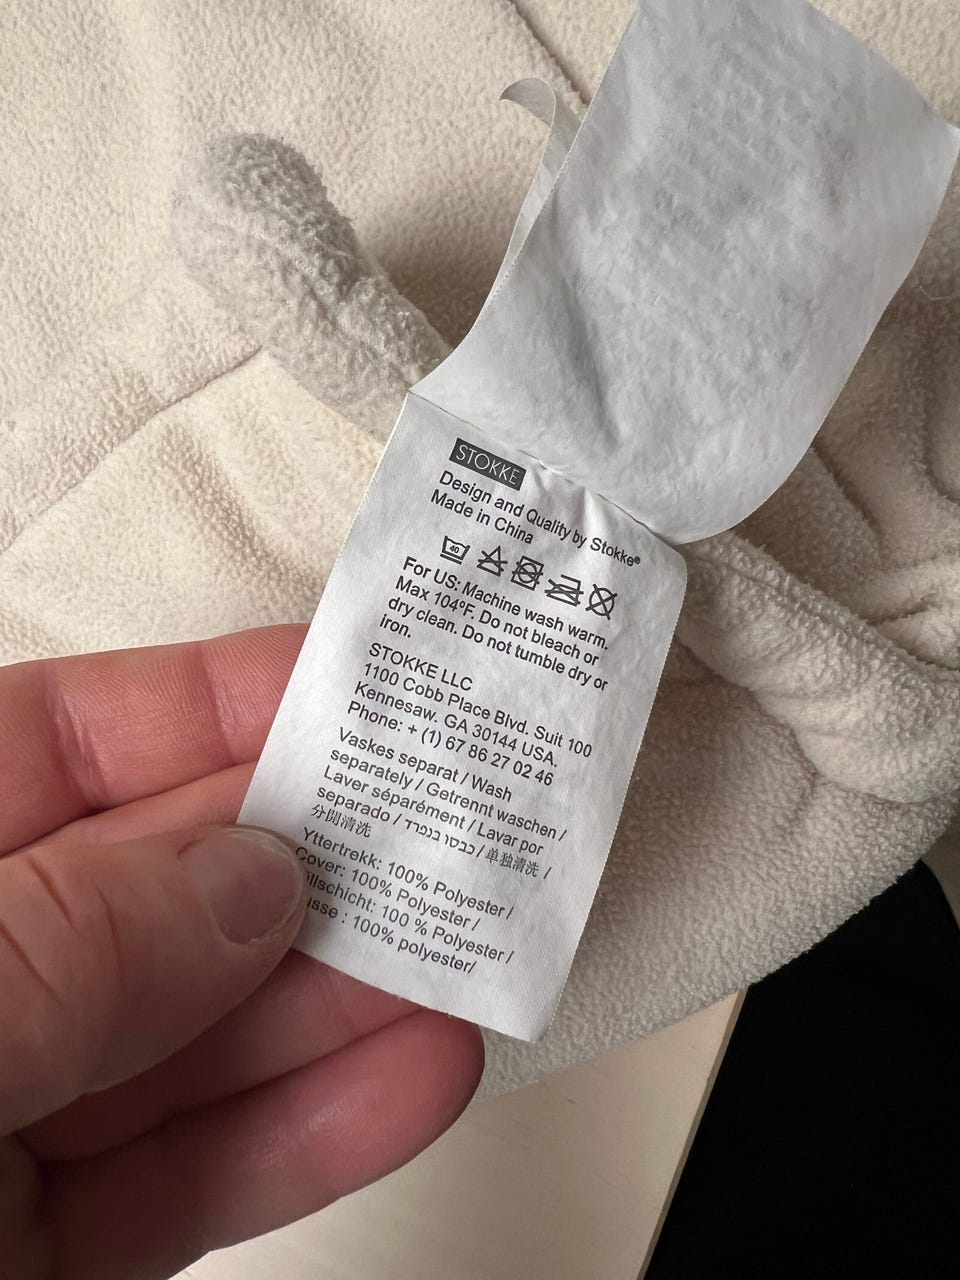 STOKKE
Design and Quality by Stokke®
Made in China
40
For US: Machine wash warm.
Max 104ºF. Do not bleach or
dry clean. Do not tumble dry or
iron.
STOKKE LLC
1100 Cobb Place Blvd. Suit 100
Kennesaw. GA 30144 USA.
Phone: + (1) 67 86 27 02 46
Vaskes separat / Wash
separately / Getrennt waschen /
Laver séparément / Lavar por
separado / כבסו בנפרד / 单独清洗 /
分開清洗
Yttertrekk: 100% Polyester /
Cover: 100% Polyester /
100 % Polyester /
: 100% polyester/